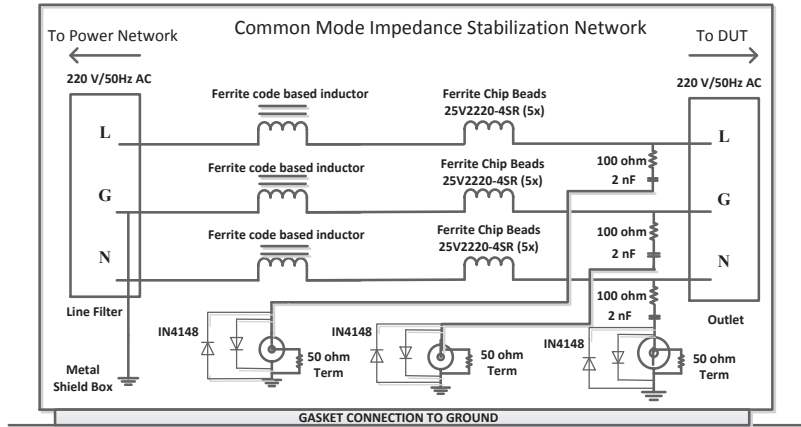 Common Mode Impedance Stabilization Network
To Power Network
To DUT
220 V/50Hz AC
220 V/50Hz AC
Ferrite code based inductor
Ferrite Chip Beads
25V2220-4SR (5x)
L
L
100 ohm
2 nF
Ferrite code based inductor
Ferrite Chip Beads
25V2220-4SR (5x)
G
G
100 ohm
2 nF
Ferrite code based inductor
Ferrite Chip Beads
25V2220-4SR (5x)
N
N
100 ohm
2 nF
Line Filter
Outlet
IN4148
IN4148
IN4148
50 ohm
Term
50 ohm
Term
50 ohm
Term
Metal
Shield Box
GASKET CONNECTION TO GROUND